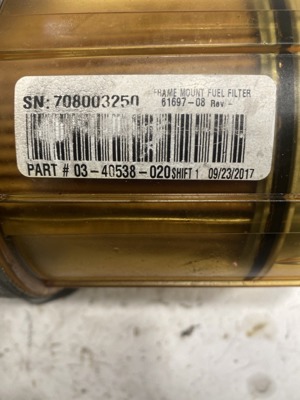 SN: 708003250
FRAME MOUNT FUEL FILTER
61697-08 Rev -
PART # 03-40538-020 SHIFT 1 09/23/2017